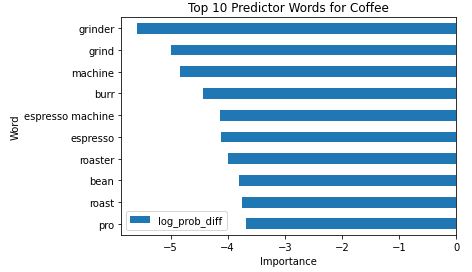 Top 10 Predictor Words for Coffee
grinder
grind
machine
burr
espresso machine
espresso
roaster
bean
roast
pro
Word
log_prob_diff
−5 −4 −3 −2 −1 0
Importance